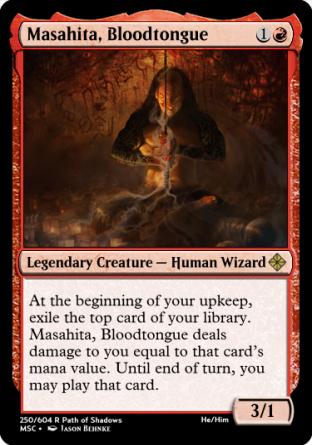 Masahita, Bloodtongue 1
Legendary Creature — Human Wizard
At the beginning of your upkeep,
exile the top card of your library.
Masahita, Bloodtongue deals
damage to you equal to that card's
mana value. Until end of turn, you
may play that card.
3/1
250/604 R Path of Shadows He/Him
MSC • Jason Behnke